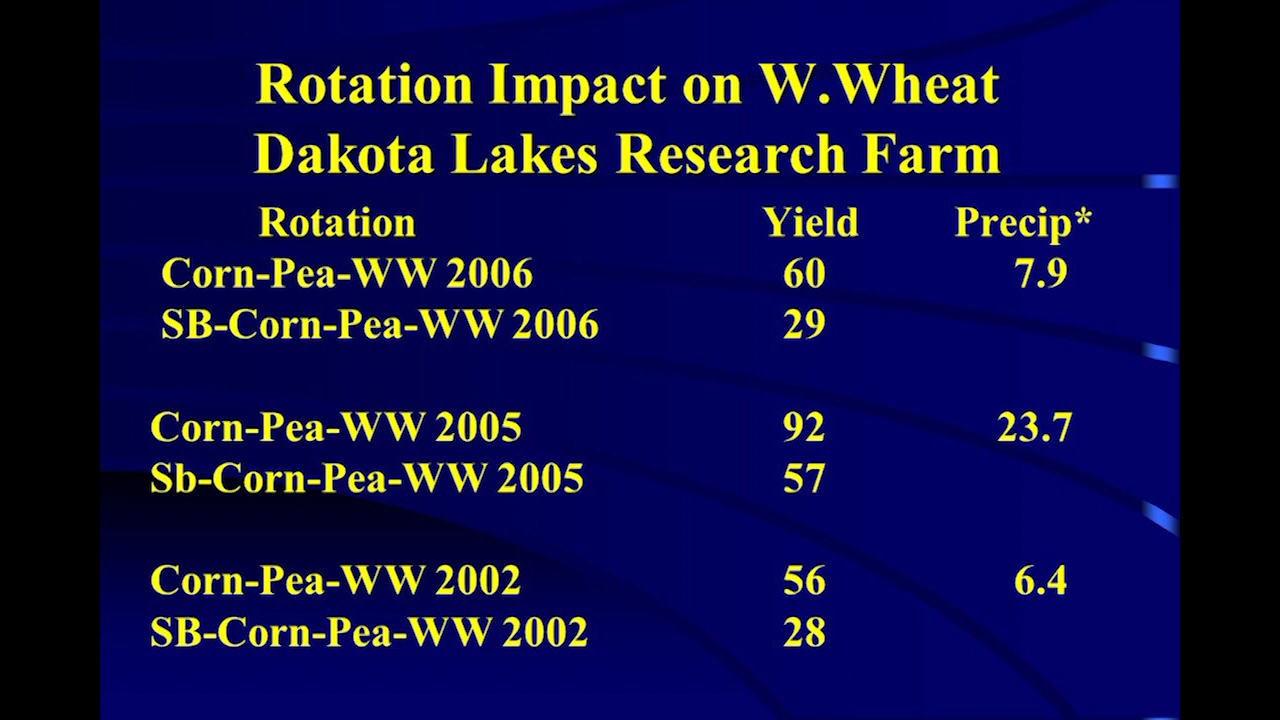 Rotation Impact on W.Wheat
Dakota Lakes Research Farm
Rotation Yield Precip*
Corn-Pea-WW 2006 60 7.9
SB-Corn-Pea-WW 2006 29
Corn-Pea-WW 2005 92 23.7
Sb-Corn-Pea-WW 2005 57
Corn-Pea-WW 2002 56 6.4
SB-Corn-Pea-WW 2002 28